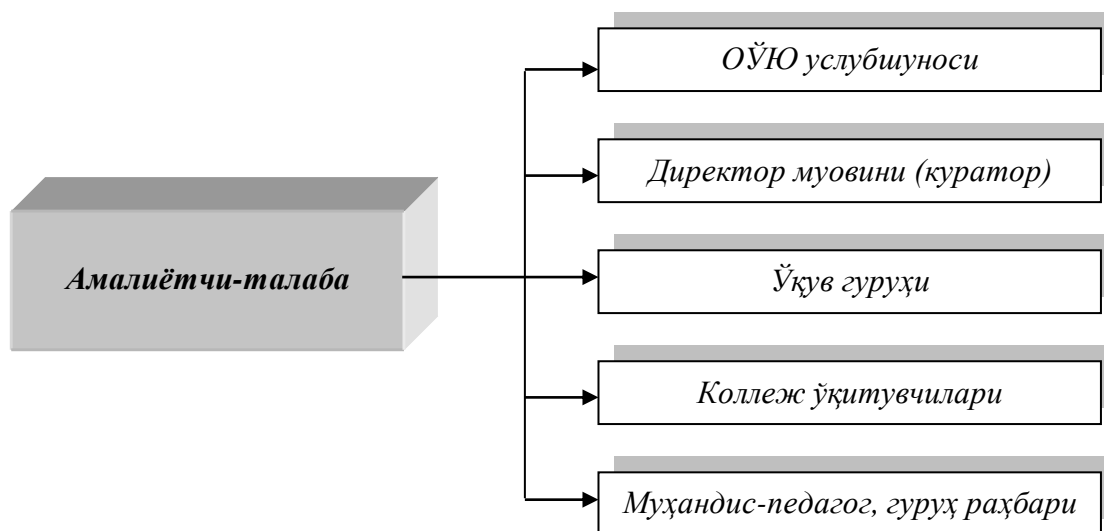 ОЎЮ услубшуноси
Директор муовини (куратор)
Амалиётчи-талаба
Ўқув гуруҳи
Коллеж ўқитувчилари
Муҳандис-педагог, гуруҳ раҳбари